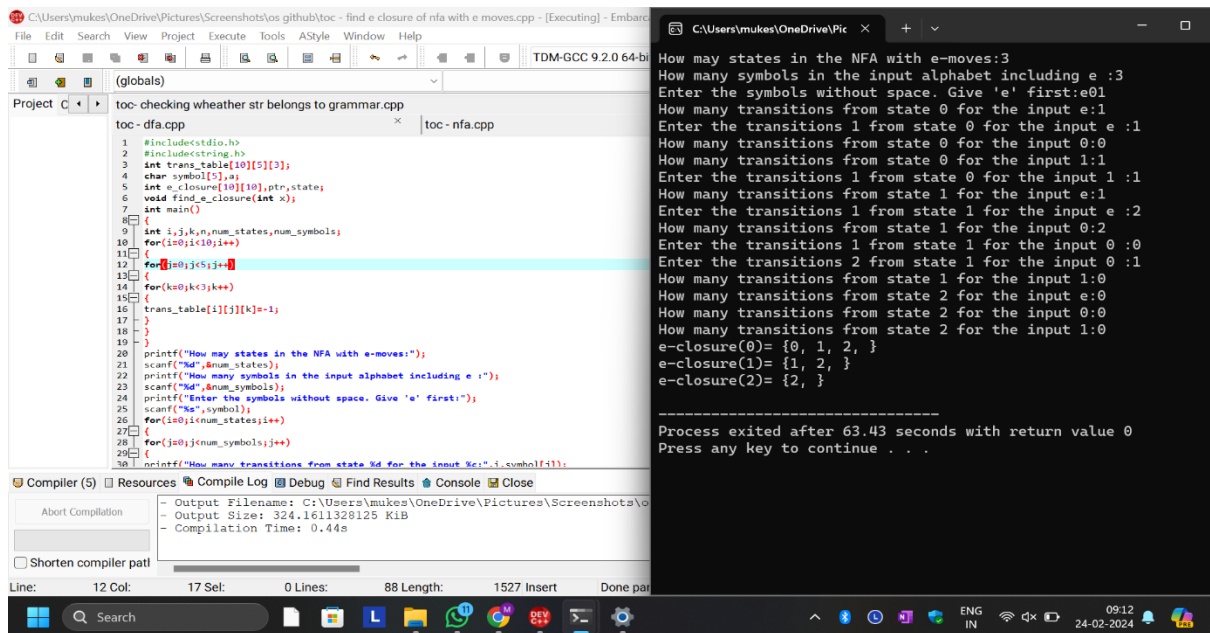 C:\Users\mukes\OneDrive\Pictures\Screenshots\os github\toc - find e closure of nfa with e moves.cpp - [Executing] - Embarc
File Edit Search View Project Execute Tools AStyle Window Help
TDM-GCC 9.2.0 64-bi
(globals)
Project C
toc- checking wheather str belongs to grammar.cpp
toc - dfa.cpp
toc - nfa.cpp
1 #include<stdio.h>
2 #include<string.h>
3 int trans_table[10][5][3];
4 char symbol[5],a;
5 int e_closure[10][10],ptr,state;
6 void find_e_closure(int x);
7 int main()
8 {
9 int i,j,k,n,num_states,num_symbols;
10 for(i=0;i<10;i++)
11 {
12 for(j=0;j<5;j++)
13 {
14 for(k=0;k<3;k++)
15 {
16 trans_table[i][j][k]=-1;
17 }
18 }
19 }
20 printf("How may states in the NFA with e-moves:");
21 scanf("%d",&num_states);
22 printf("How many symbols in the input alphabet including e :");
23 scanf("%d",&num_symbols);
24 printf("Enter the symbols without space. Give 'e' first:");
25 scanf("%s",symbol);
26 for(i=0;i<num_states;i++)
27 {
28 for(j=0;j<num_symbols;j++)
29 {
30 printf("How many transitions from state %d for the input %c:",i,symbol[j]);
Compiler (5) Resources Compile Log Debug Find Results Console Close
Abort Compilation
Shorten compiler patl
- Output Filename: C:\Users\mukes\OneDrive\Pictures\Screenshots\o
- Output Size: 324.1611328125 KiB
- Compilation Time: 0.44s
Line: 12 Col: 17 Sel: 0 Lines: 88 Length: 1527 Insert Done par
C:\Users\mukes\OneDrive\Pic
How may states in the NFA with e-moves:3
How many symbols in the input alphabet including e :3
Enter the symbols without space. Give 'e' first:e01
How many transitions from state 0 for the input e:1
Enter the transitions 1 from state 0 for the input e :1
How many transitions from state 0 for the input 0:0
How many transitions from state 0 for the input 1:1
Enter the transitions 1 from state 0 for the input 1 :1
How many transitions from state 1 for the input e:1
Enter the transitions 1 from state 1 for the input e :2
How many transitions from state 1 for the input 0:2
Enter the transitions 1 from state 1 for the input 0 :0
Enter the transitions 2 from state 1 for the input 0 :1
How many transitions from state 1 for the input 1:0
How many transitions from state 2 for the input e:0
How many transitions from state 2 for the input 0:0
How many transitions from state 2 for the input 1:0
e-closure(0)= {0, 1, 2, }
e-closure(1)= {1, 2, }
e-closure(2)= {2, }
--------------------------------
Process exited after 63.43 seconds with return value 0
Press any key to continue . . .
Search
L
11
M
DEV C++
ENG
IN
09:12
24-02-2024
PRE